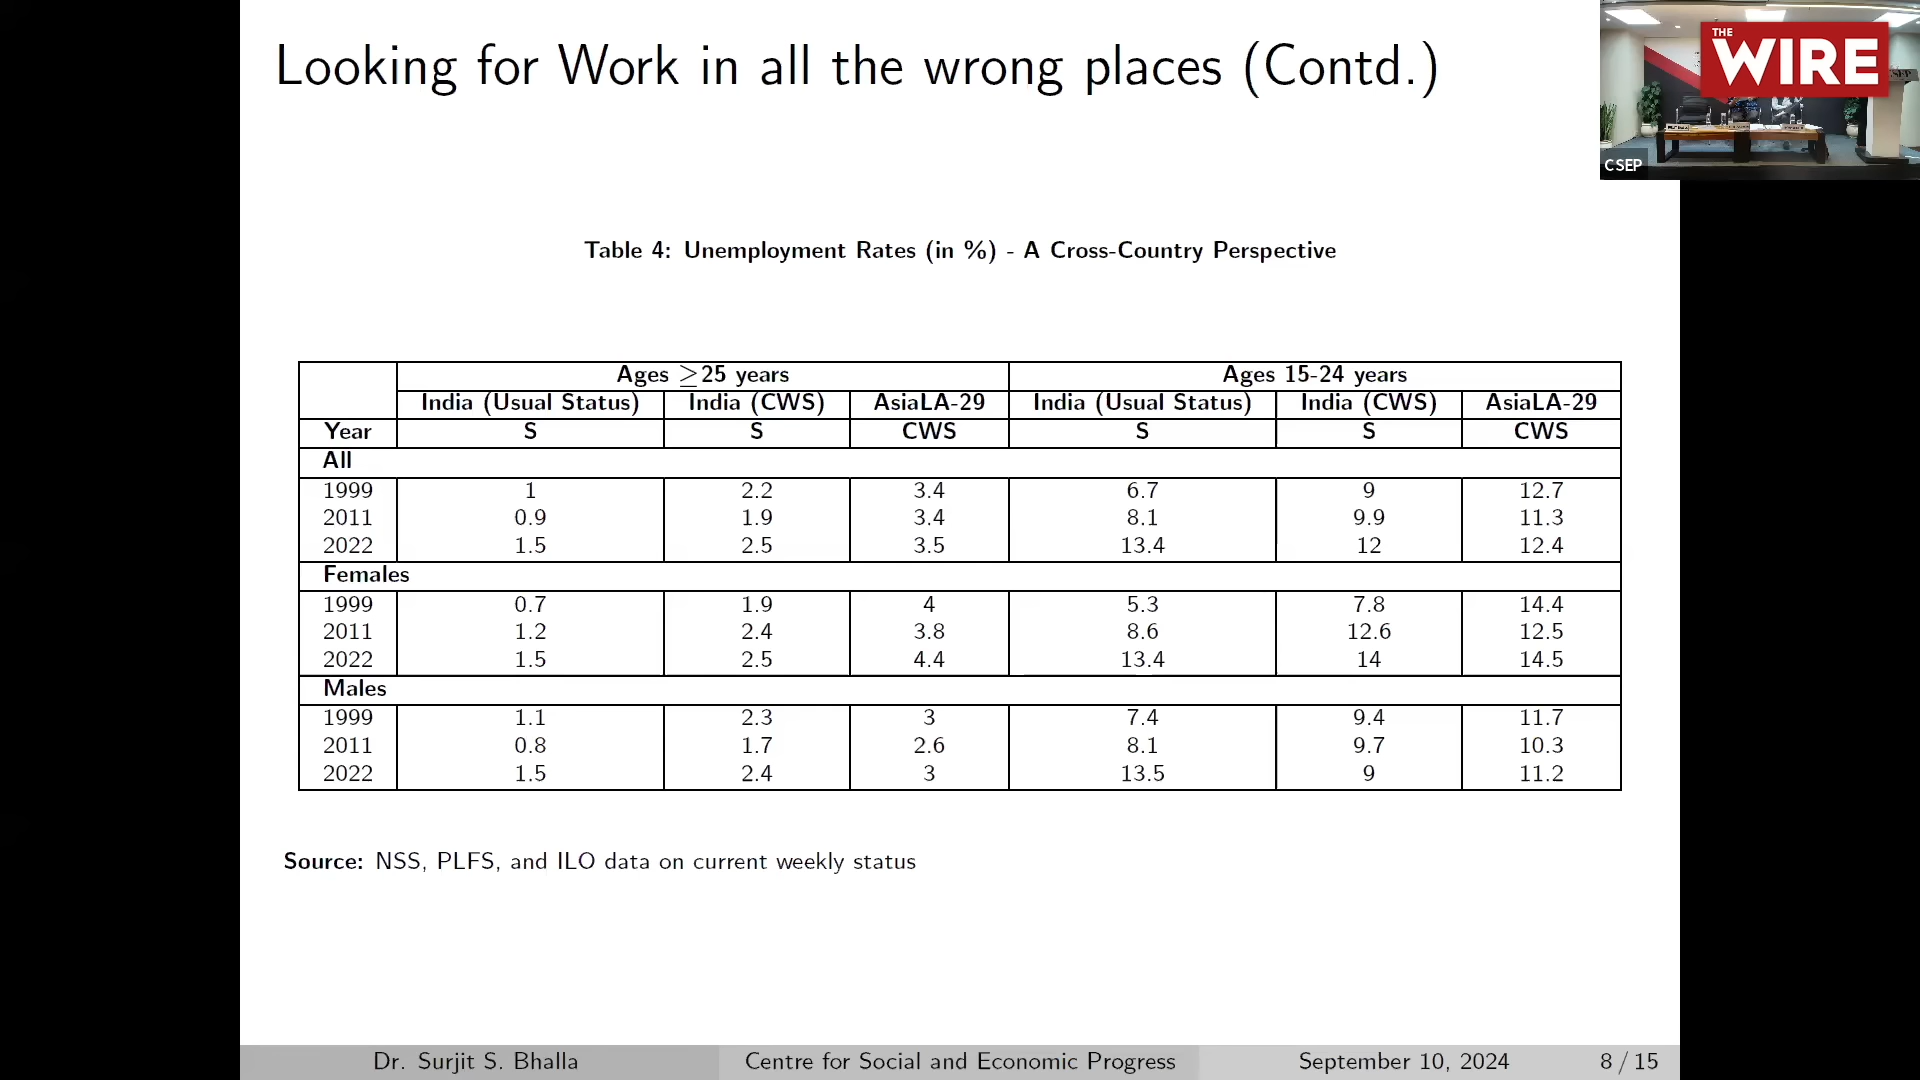 Looking for Work in all the wrong places (Contd.)
THE
WIRE
CSEP
Table 4: Unemployment Rates (in %) - A Cross-Country Perspective
Ages ≥25 years Ages 15-24 years
India (Usual Status) India (CWS) AsiaLA-29 India (Usual Status) India (CWS) AsiaLA-29
Year S S CWS S S CWS
All
1999 1 2.2 3.4 6.7 9 12.7
2011 0.9 1.9 3.4 8.1 9.9 11.3
2022 1.5 2.5 3.5 13.4 12 12.4
Females
1999 0.7 1.9 4 5.3 7.8 14.4
2011 1.2 2.4 3.8 8.6 12.6 12.5
2022 1.5 2.5 4.4 13.4 14 14.5
Males
1999 1.1 2.3 3 7.4 9.4 11.7
2011 0.8 1.7 2.6 8.1 9.7 10.3
2022 1.5 2.4 3 13.5 9 11.2
Source: NSS, PLFS, and ILO data on current weekly status
Dr. Surjit S. Bhalla Centre for Social and Economic Progress September 10, 2024 8 / 15